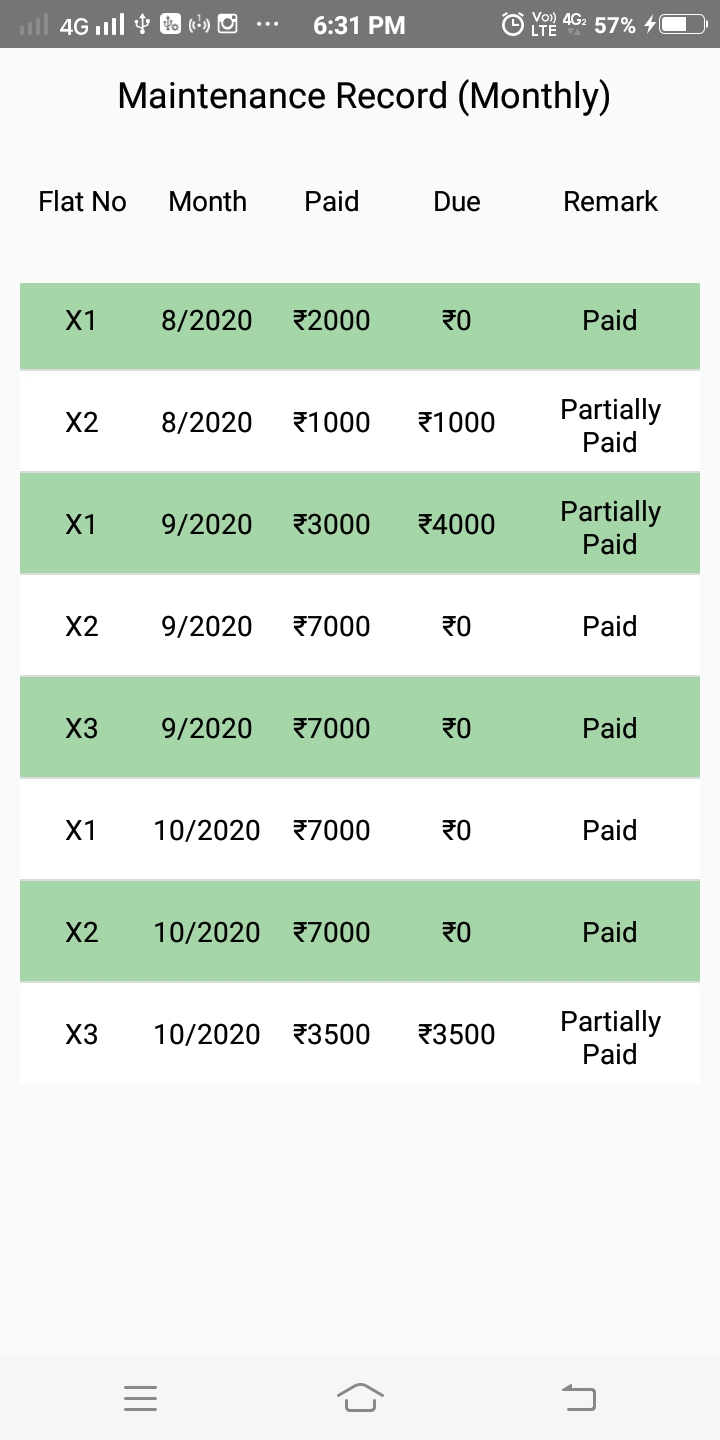 4G 6:31 PM Vo)) LTE 4G2 57%
Maintenance Record (Monthly)
Flat No Month Paid Due Remark
X1 8/2020 ₹2000 ₹0 Paid
X2 8/2020 ₹1000 ₹1000 Partially Paid
X1 9/2020 ₹3000 ₹4000 Partially Paid
X2 9/2020 ₹7000 ₹0 Paid
X3 9/2020 ₹7000 ₹0 Paid
X1 10/2020 ₹7000 ₹0 Paid
X2 10/2020 ₹7000 ₹0 Paid
X3 10/2020 ₹3500 ₹3500 Partially Paid